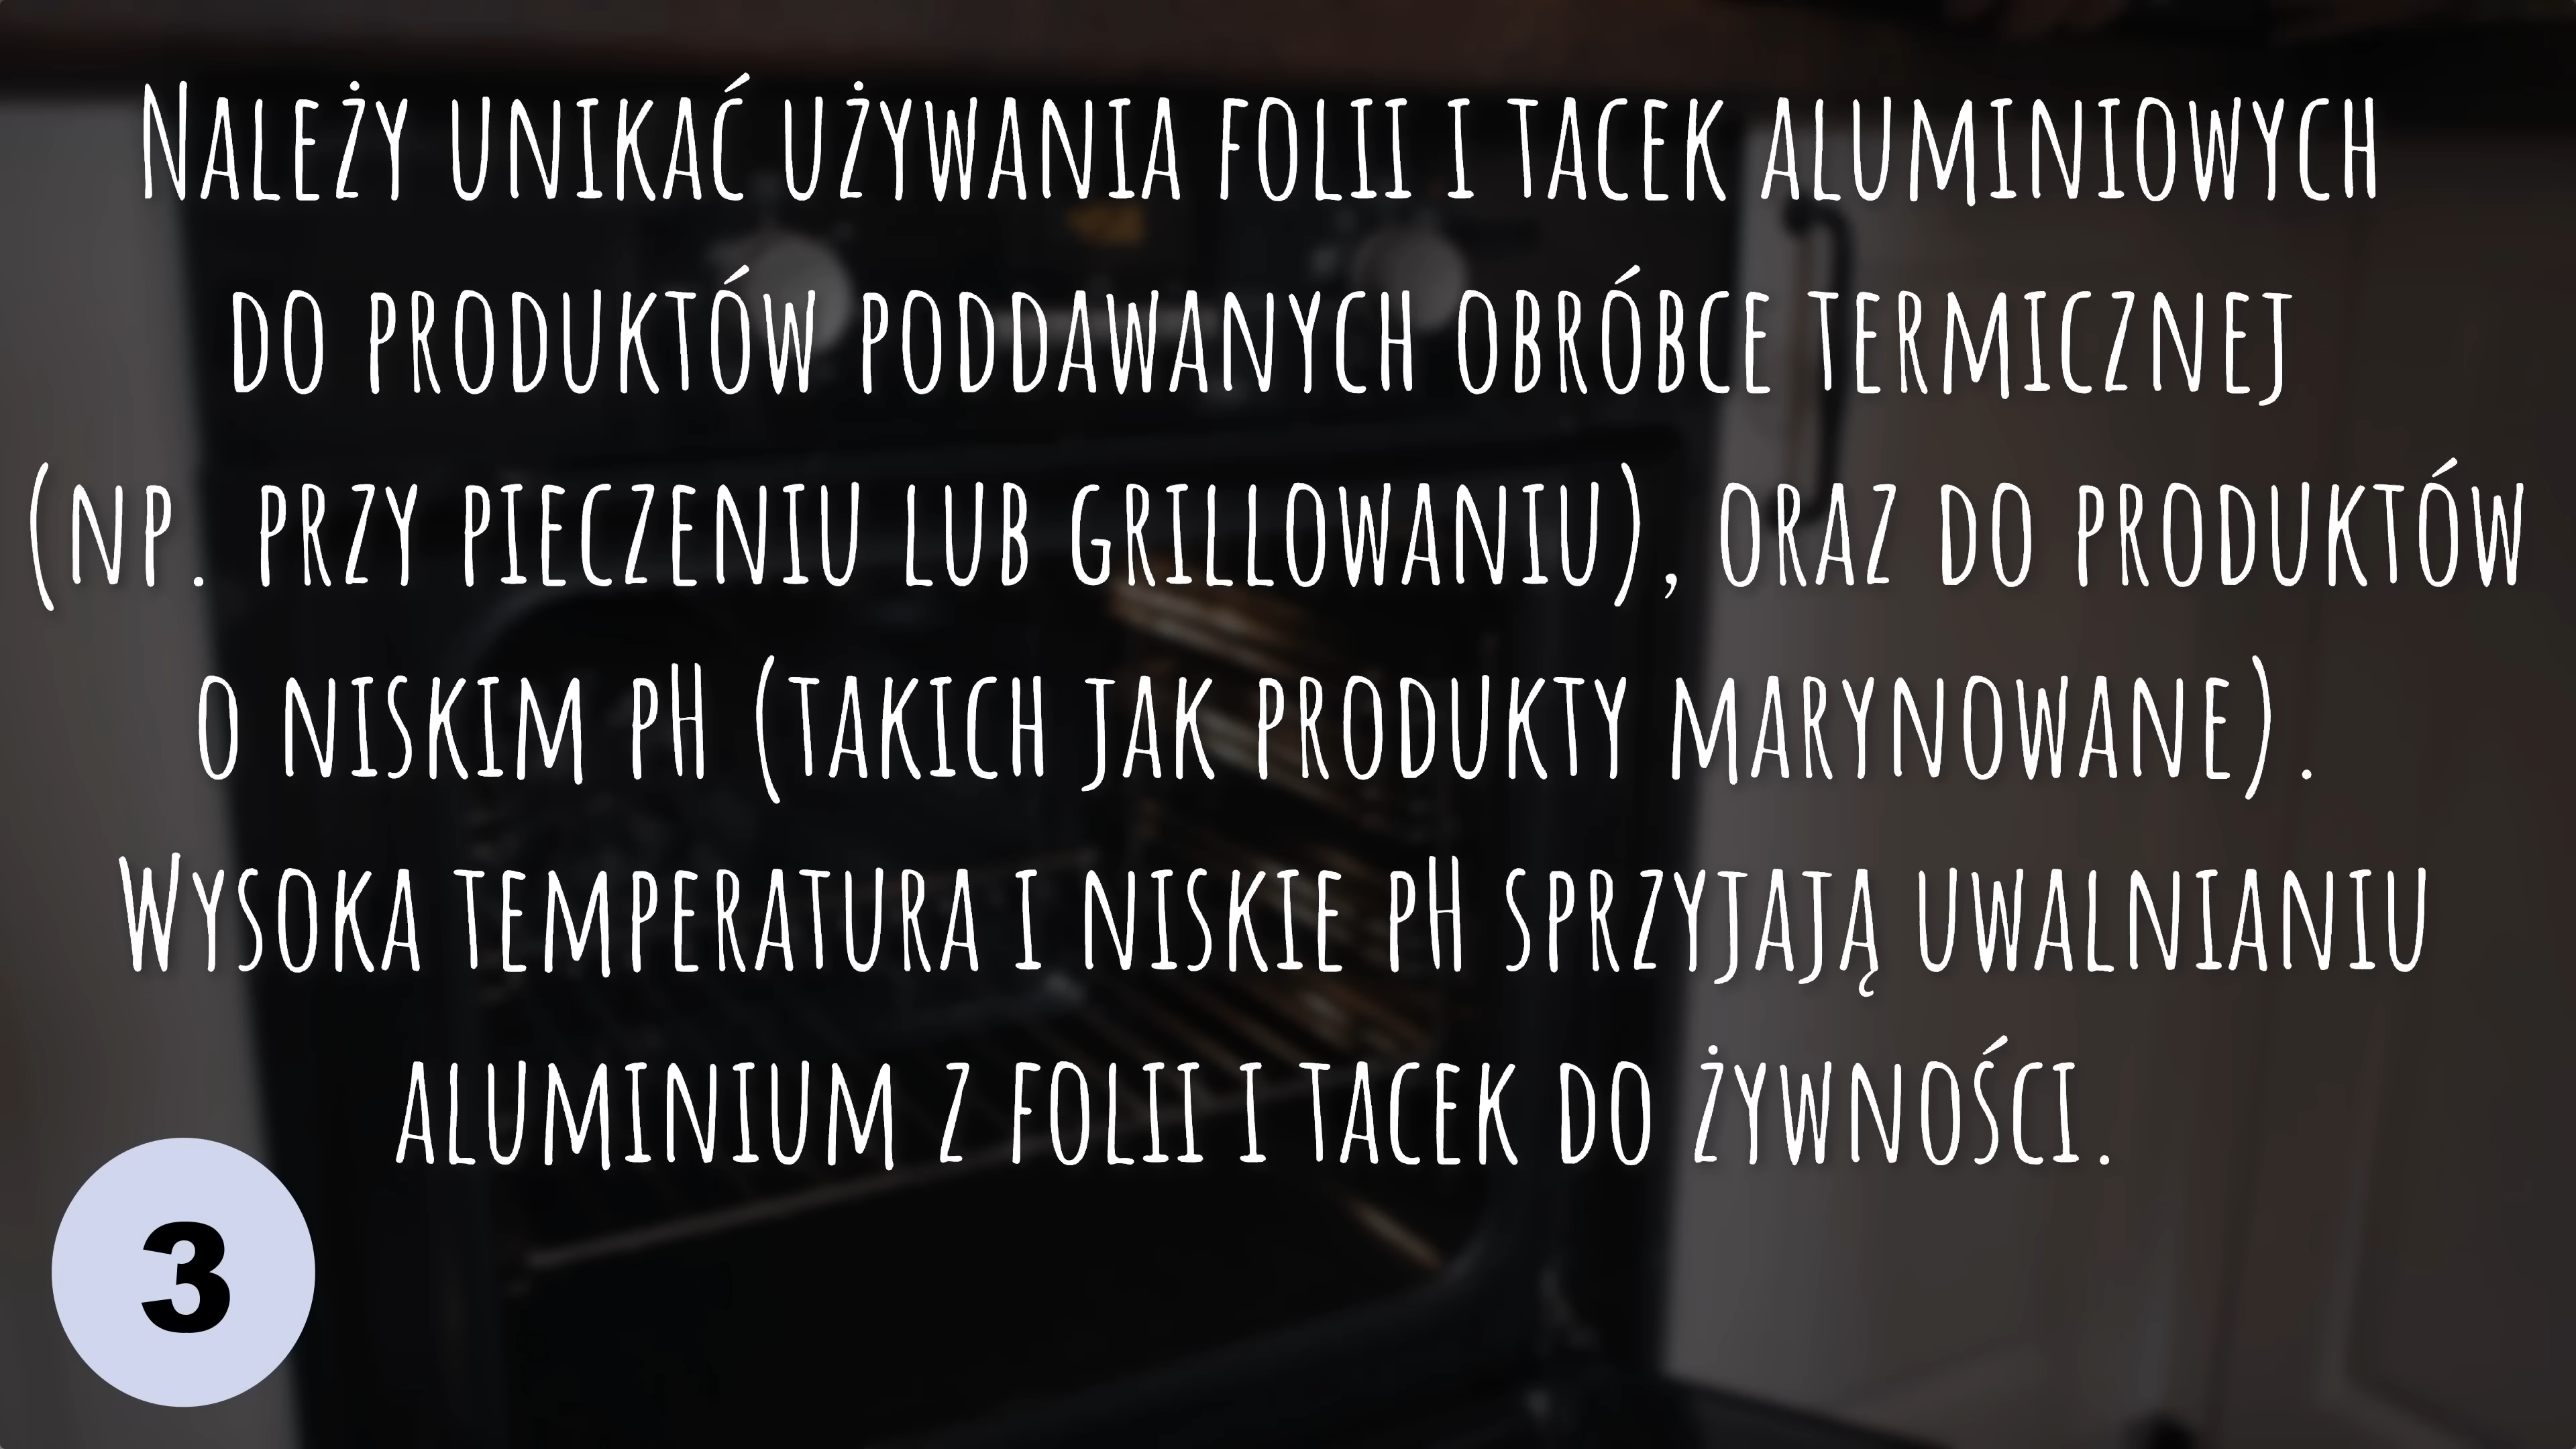 Należy unikać używania folii i tacek aluminiowych
do produktów poddawanych obróbce termicznej
(np. przy pieczeniu lub grillowaniu), oraz do produktów
o niskim pH (takich jak produkty marynowane).
Wysoka temperatura i niskie pH sprzyjają uwalnianiu
aluminium z folii i tacek do żywności.
3